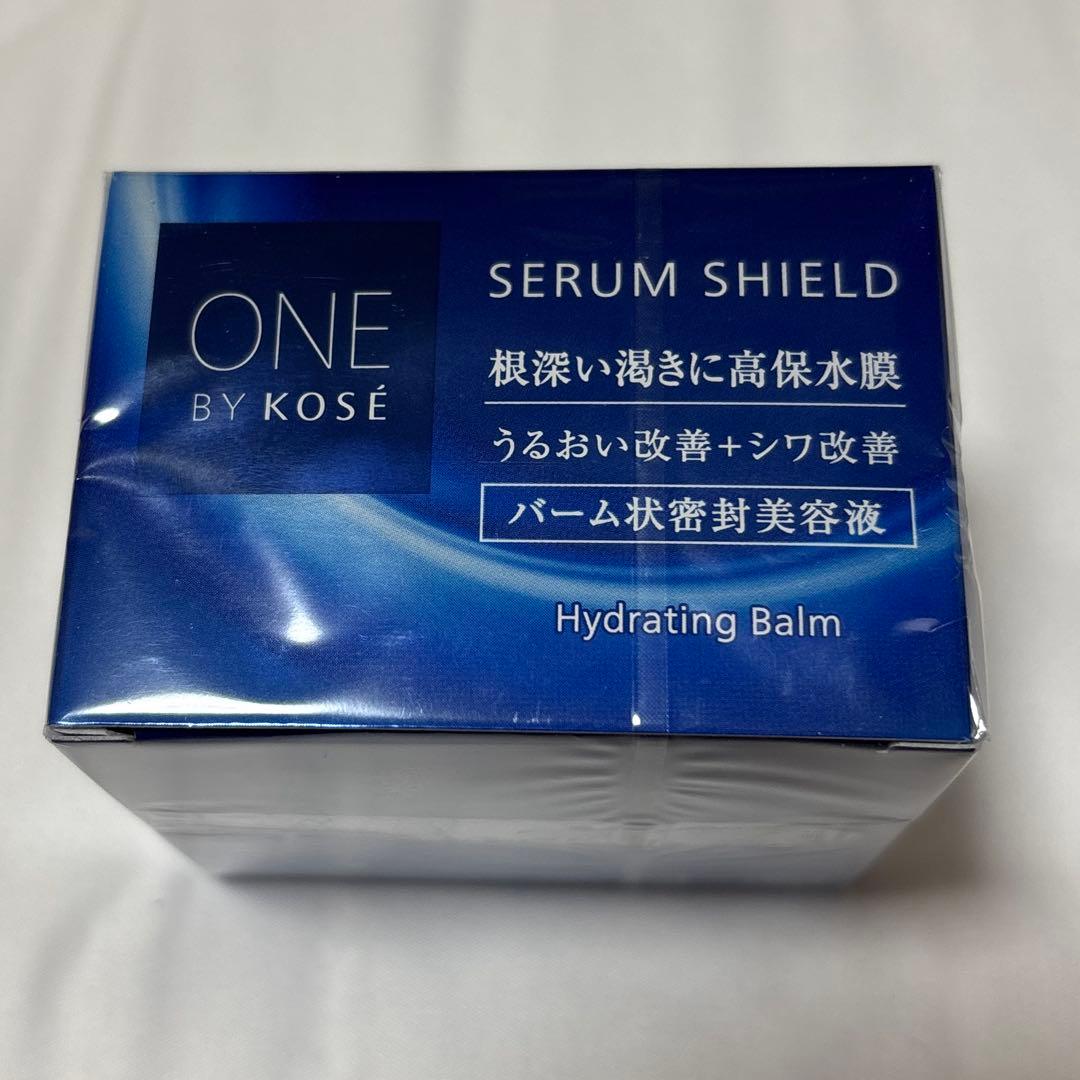 ONE
BY KOSÉ
SERUM SHIELD
根深い渇きに高保水膜
うるおい改善+シワ改善
バーム状密封美容液
Hydrating Balm